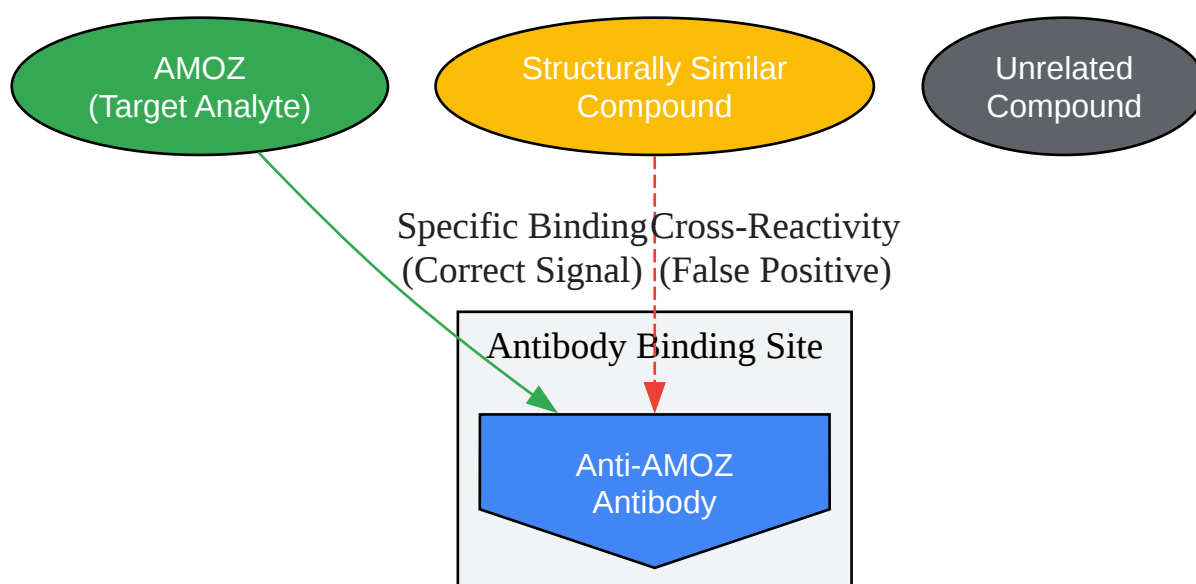 AMOZ
(Target Analyte)
Structurally Similar
Compound
Unrelated
Compound
Specific Binding
(Correct Signal)
Cross-Reactivity
(False Positive)
Antibody Binding Site
Anti-AMOZ
Antibody